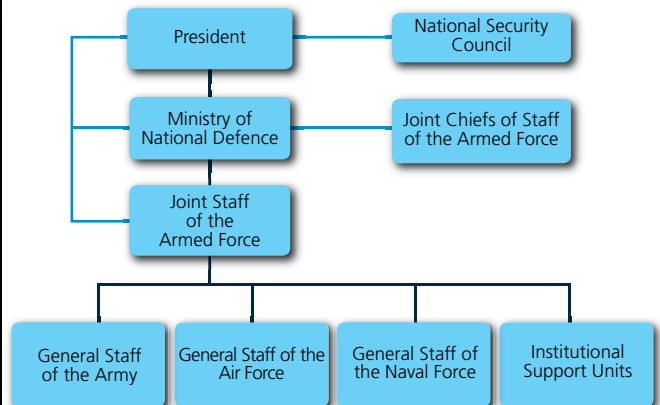 President
National Security
Council
Ministry of
National Defence
Joint Chiefs of Staff
of the Armed Force
Joint Staff
of the
Armed Force
General Staff
of the Army
General Staff of the
Air Force
General Staff of
the Naval Force
Institutional
Support Units